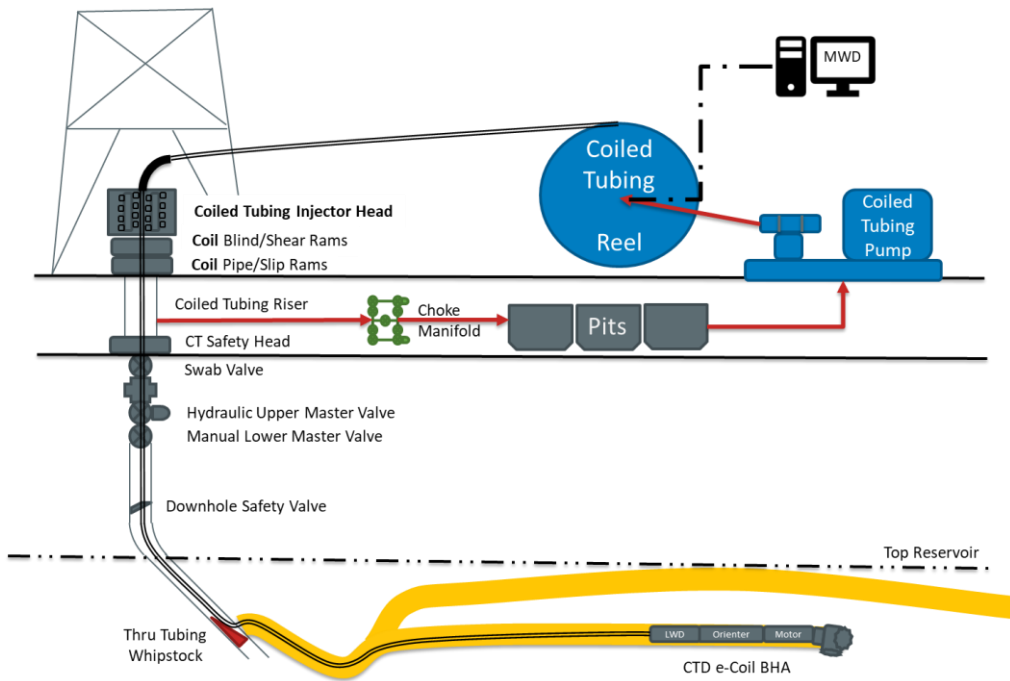 MWD
Coiled
Tubing
Reel
Coiled
Tubing
Pump
Coiled Tubing Injector Head
Coil Blind/Shear Rams
Coil Pipe/Slip Rams
Coiled Tubing Riser
Choke
Manifold
Pits
CT Safety Head
Swab Valve
Hydraulic Upper Master Valve
Manual Lower Master Valve
Downhole Safety Valve
Top Reservoir
Thru Tubing
Whipstock
LWD Orienter Motor
CTD e-Coil BHA